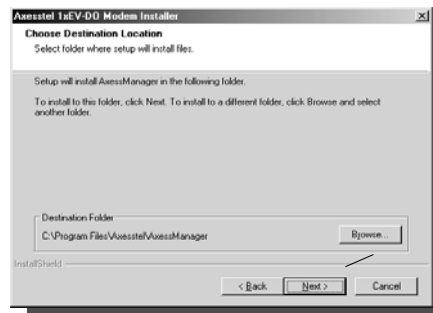 Axesstel 1xEV-DO Modem Installer
Choose Destination Location
Select folder where setup will install files.
Setup will install AxessManager in the following folder.
To install to this folder, click Next. To install to a different folder, click Browse and select
another folder.
Destination Folder
C:\Program Files\Axesstel\AxessManager
Browse...
InstallShield
< Back
Next >
Cancel